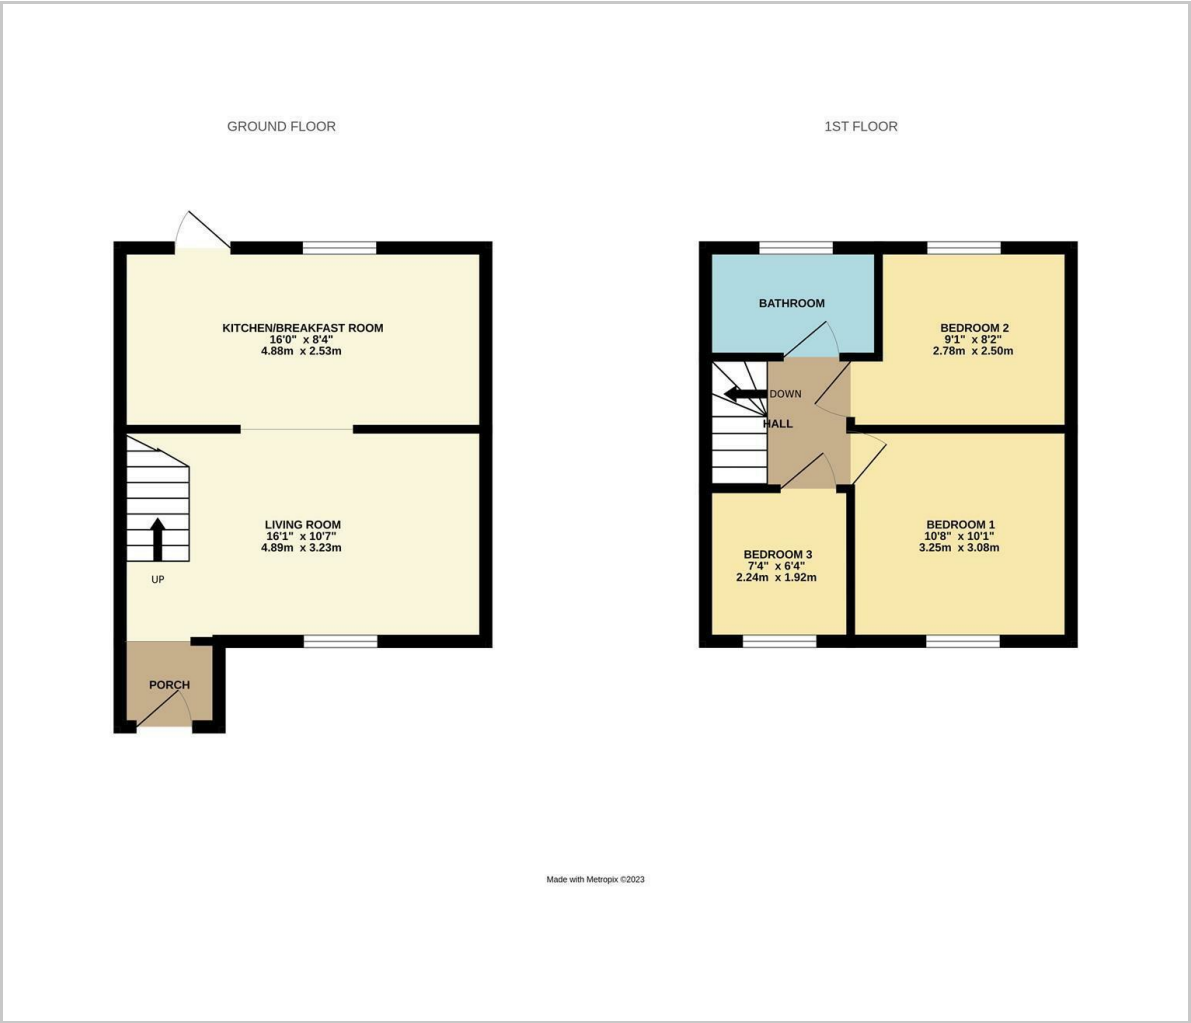 GROUND FLOOR
1ST FLOOR
KITCHEN/BREAKFAST ROOM
16'0" x 8'4"
4.88m x 2.53m
LIVING ROOM
16'1" x 10'7"
4.89m x 3.23m
UP
PORCH
BATHROOM
BEDROOM 2
9'1" x 8'2"
2.78m x 2.50m
DOWN
HALL
BEDROOM 1
10'8" x 10'1"
3.25m x 3.08m
BEDROOM 3
7'4" x 6'4"
2.24m x 1.92m
Made with Metropix ©2023